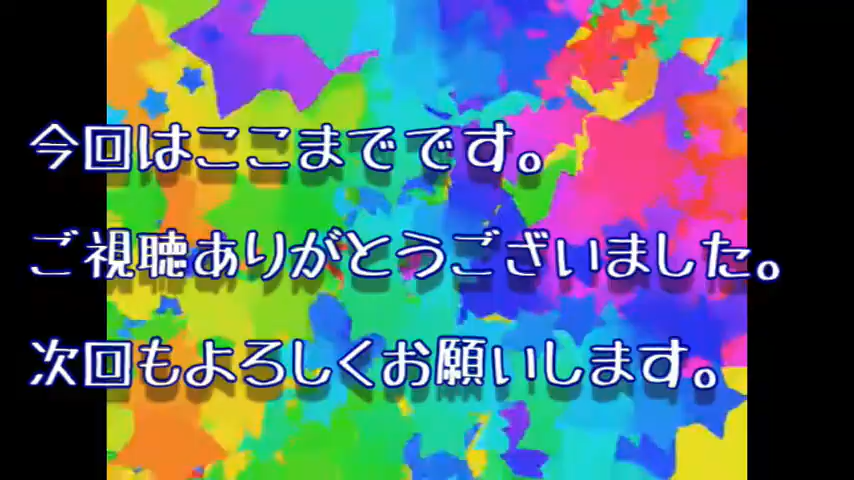 今回はここまでです。
ご視聴ありがとうございました。
次回もよろしくお願いします。